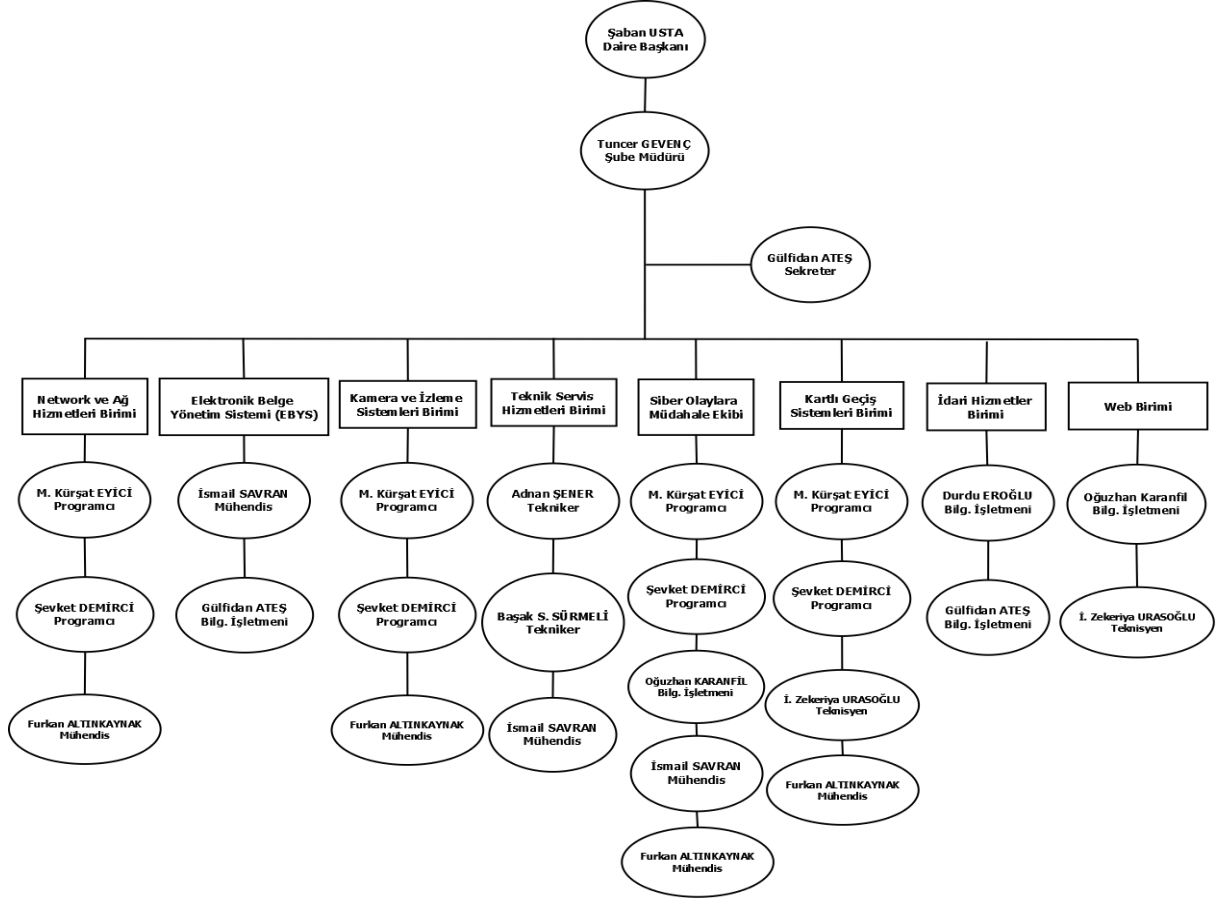 Şaban USTA
Daire Başkanı
Tuncer GEVENÇ
Şube Müdürü
Gülfidan ATEŞ
Sekreter
Network ve Ağ
Hizmetleri Birimi
M. Kürşat EYİCİ
Programcı
Şevket DEMİRCİ
Programcı
Furkan ALTINKAYNAK
Mühendis
Elektronik Belge
Yönetim Sistemi (EBYS)
İsmail SAVRAN
Mühendis
Gülfidan ATEŞ
Bilg. İşletmeni
Kamera ve İzleme
Sistemleri Birimi
M. Kürşat EYİCİ
Programcı
Şevket DEMİRCİ
Programcı
Furkan ALTINKAYNAK
Mühendis
Teknik Servis
Hizmetleri Birimi
Adnan ŞENER
Tekniker
Başak S. SÜRMELİ
Tekniker
İsmail SAVRAN
Mühendis
Siber Olaylara
Müdahale Ekibi
M. Kürşat EYİCİ
Programcı
Şevket DEMİRCİ
Programcı
Oğuzhan KARANFİL
Bilg. İşletmeni
İsmail SAVRAN
Mühendis
Furkan ALTINKAYNAK
Mühendis
Kartlı Geçiş
Sistemleri Birimi
M. Kürşat EYİCİ
Programcı
Şevket DEMİRCİ
Programcı
İ. Zekeriya URASOĞLU
Teknisyen
Furkan ALTINKAYNAK
Mühendis
İdari Hizmetler
Birimi
Durdu EROĞLU
Bilg. İşletmeni
Gülfidan ATEŞ
Bilg. İşletmeni
Web Birimi
Oğuzhan Karanfil
Bilg. İşletmeni
İ. Zekeriya URASOĞLU
Teknisyen